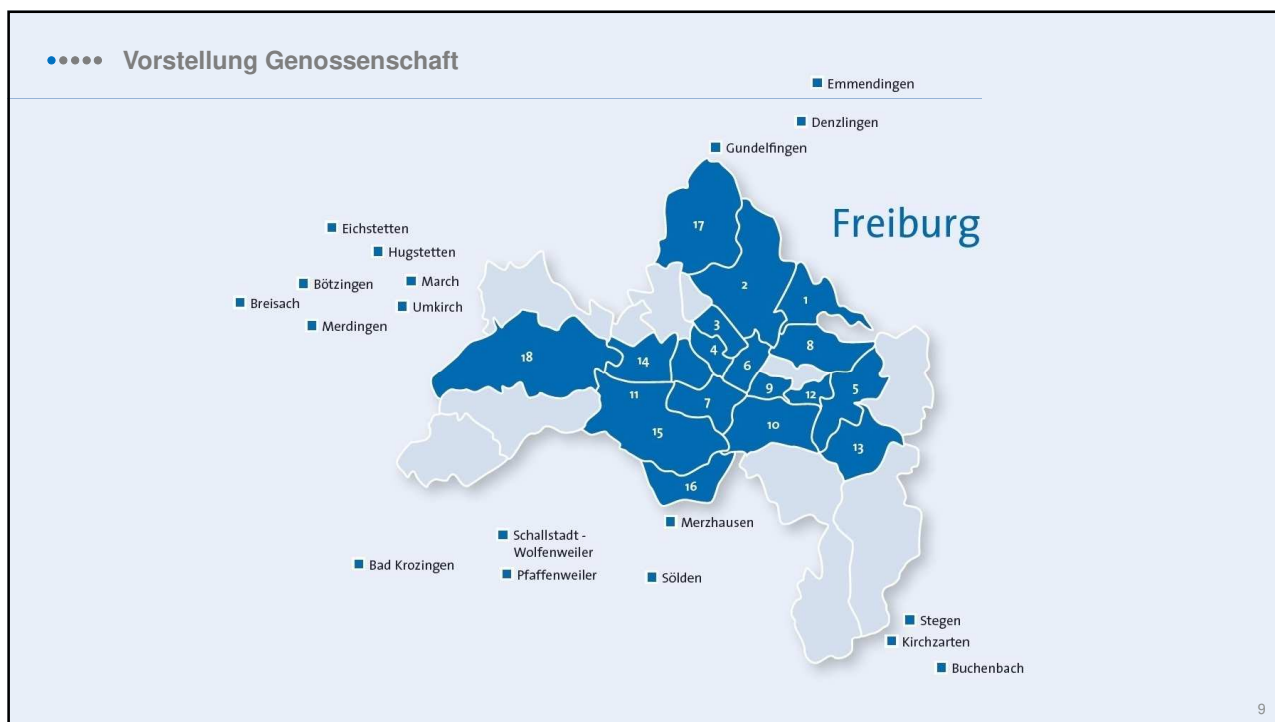 Vorstellung Genossenschaft
Emmendingen
Denzlingen
Gundelfingen
Freiburg
17
Eichstetten
Hugstetten
March
Bötzingen
Breisach
Umkirch
Merdingen
2
1
3
4
8
18
14
6
5
9
12
11
7
10
15
13
16
Merzhausen
Schallstadt -
Wolfenweiler
Bad Krozingen
Pfaffenweiler
Sölden
Stegen
Kirchzarten
Buchenbach
9